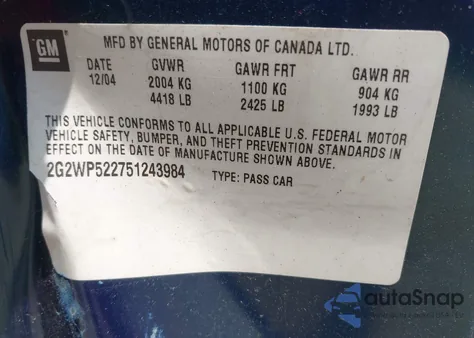 GM
MFD BY GENERAL MOTORS OF CANADA LTD.
DATE GVWR GAWR FRT GAWR RR
12/04 2004 KG 1100 KG 904 KG
4418 LB 2425 LB 1993 LB
THIS VEHICLE CONFORMS TO ALL APPLICABLE U.S. FEDERAL MOTOR
VEHICLE SAFETY, BUMPER, AND THEFT PREVENTION STANDARDS IN
EFFECT ON THE DATE OF MANUFACTURE SHOWN ABOVE.
2G2WP522751243984 TYPE: PASS CAR
autoSnap